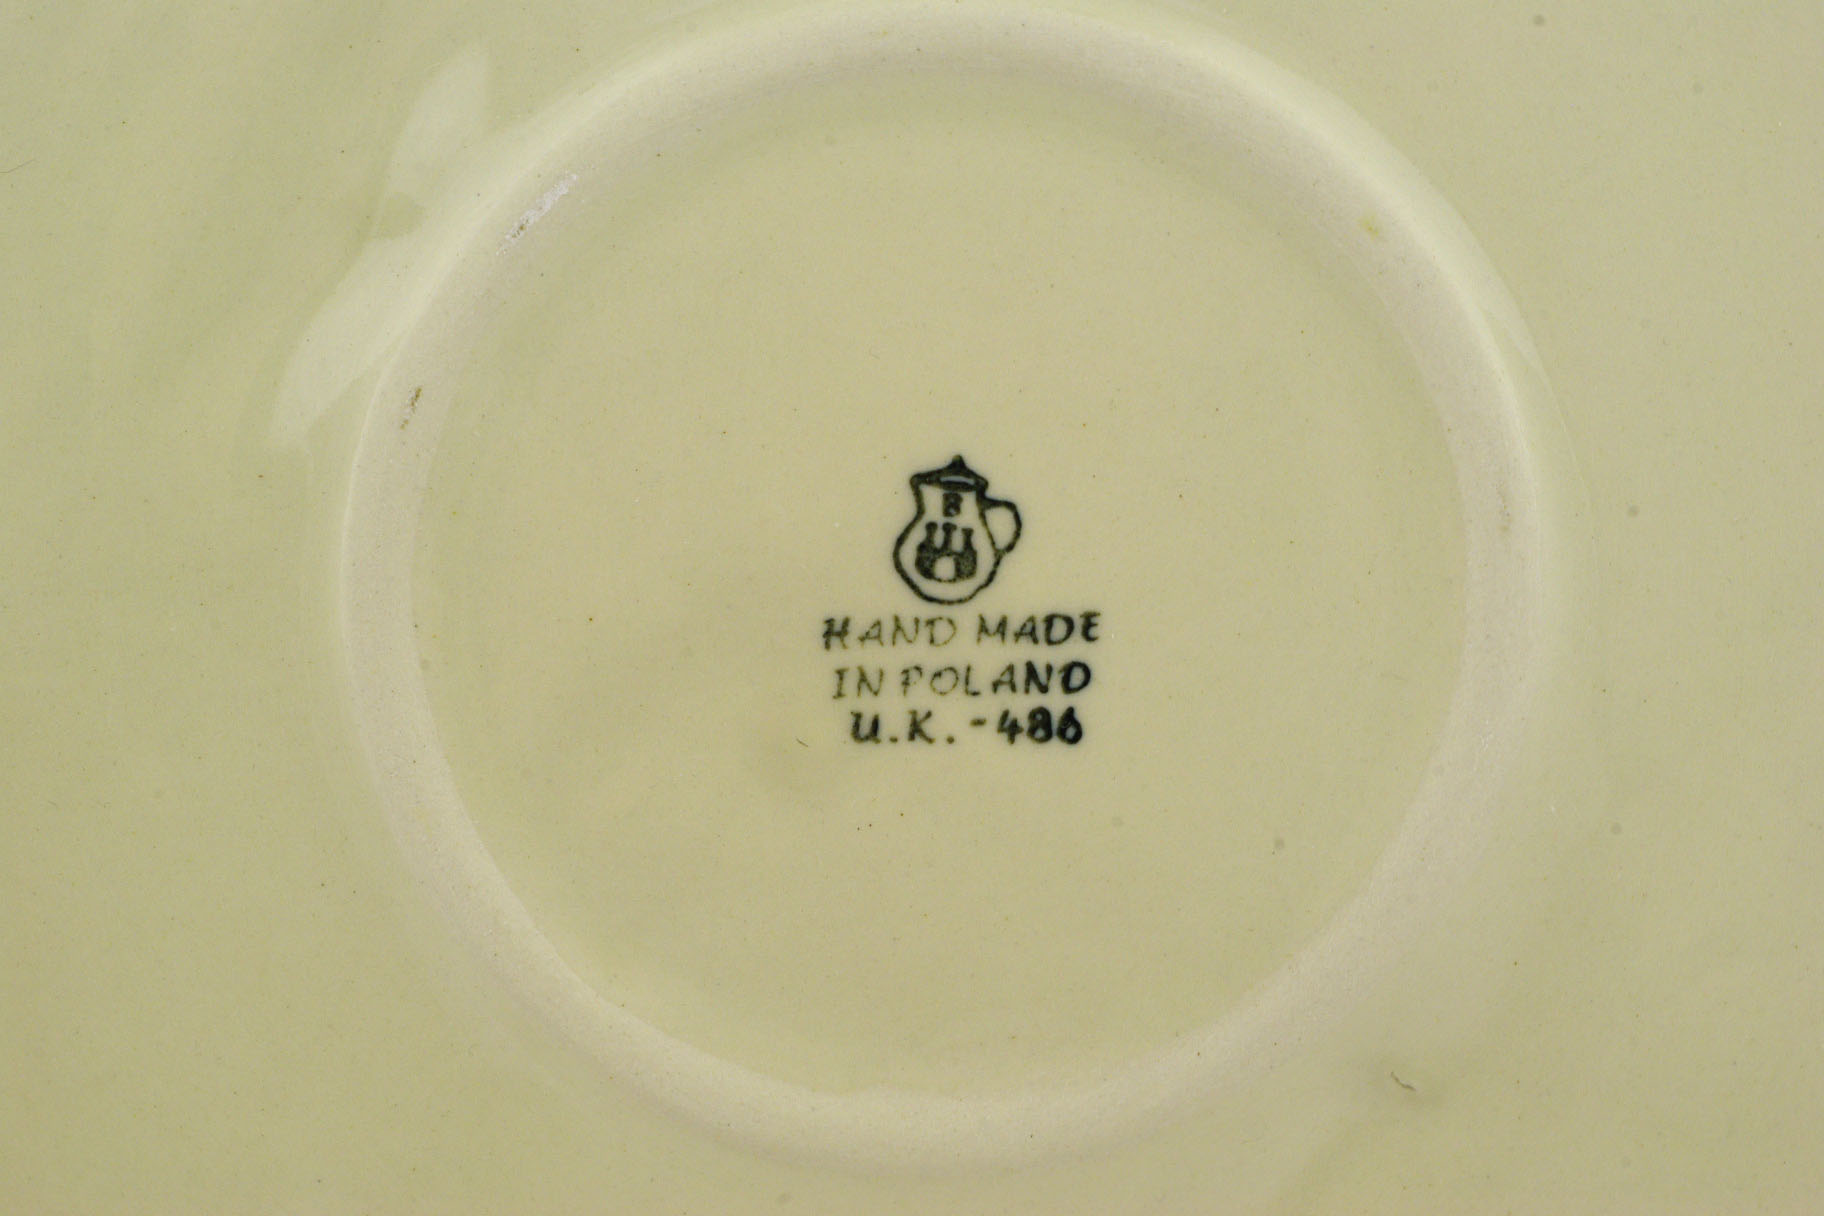 B
HAND MADE
IN POLAND
U.K. - 486